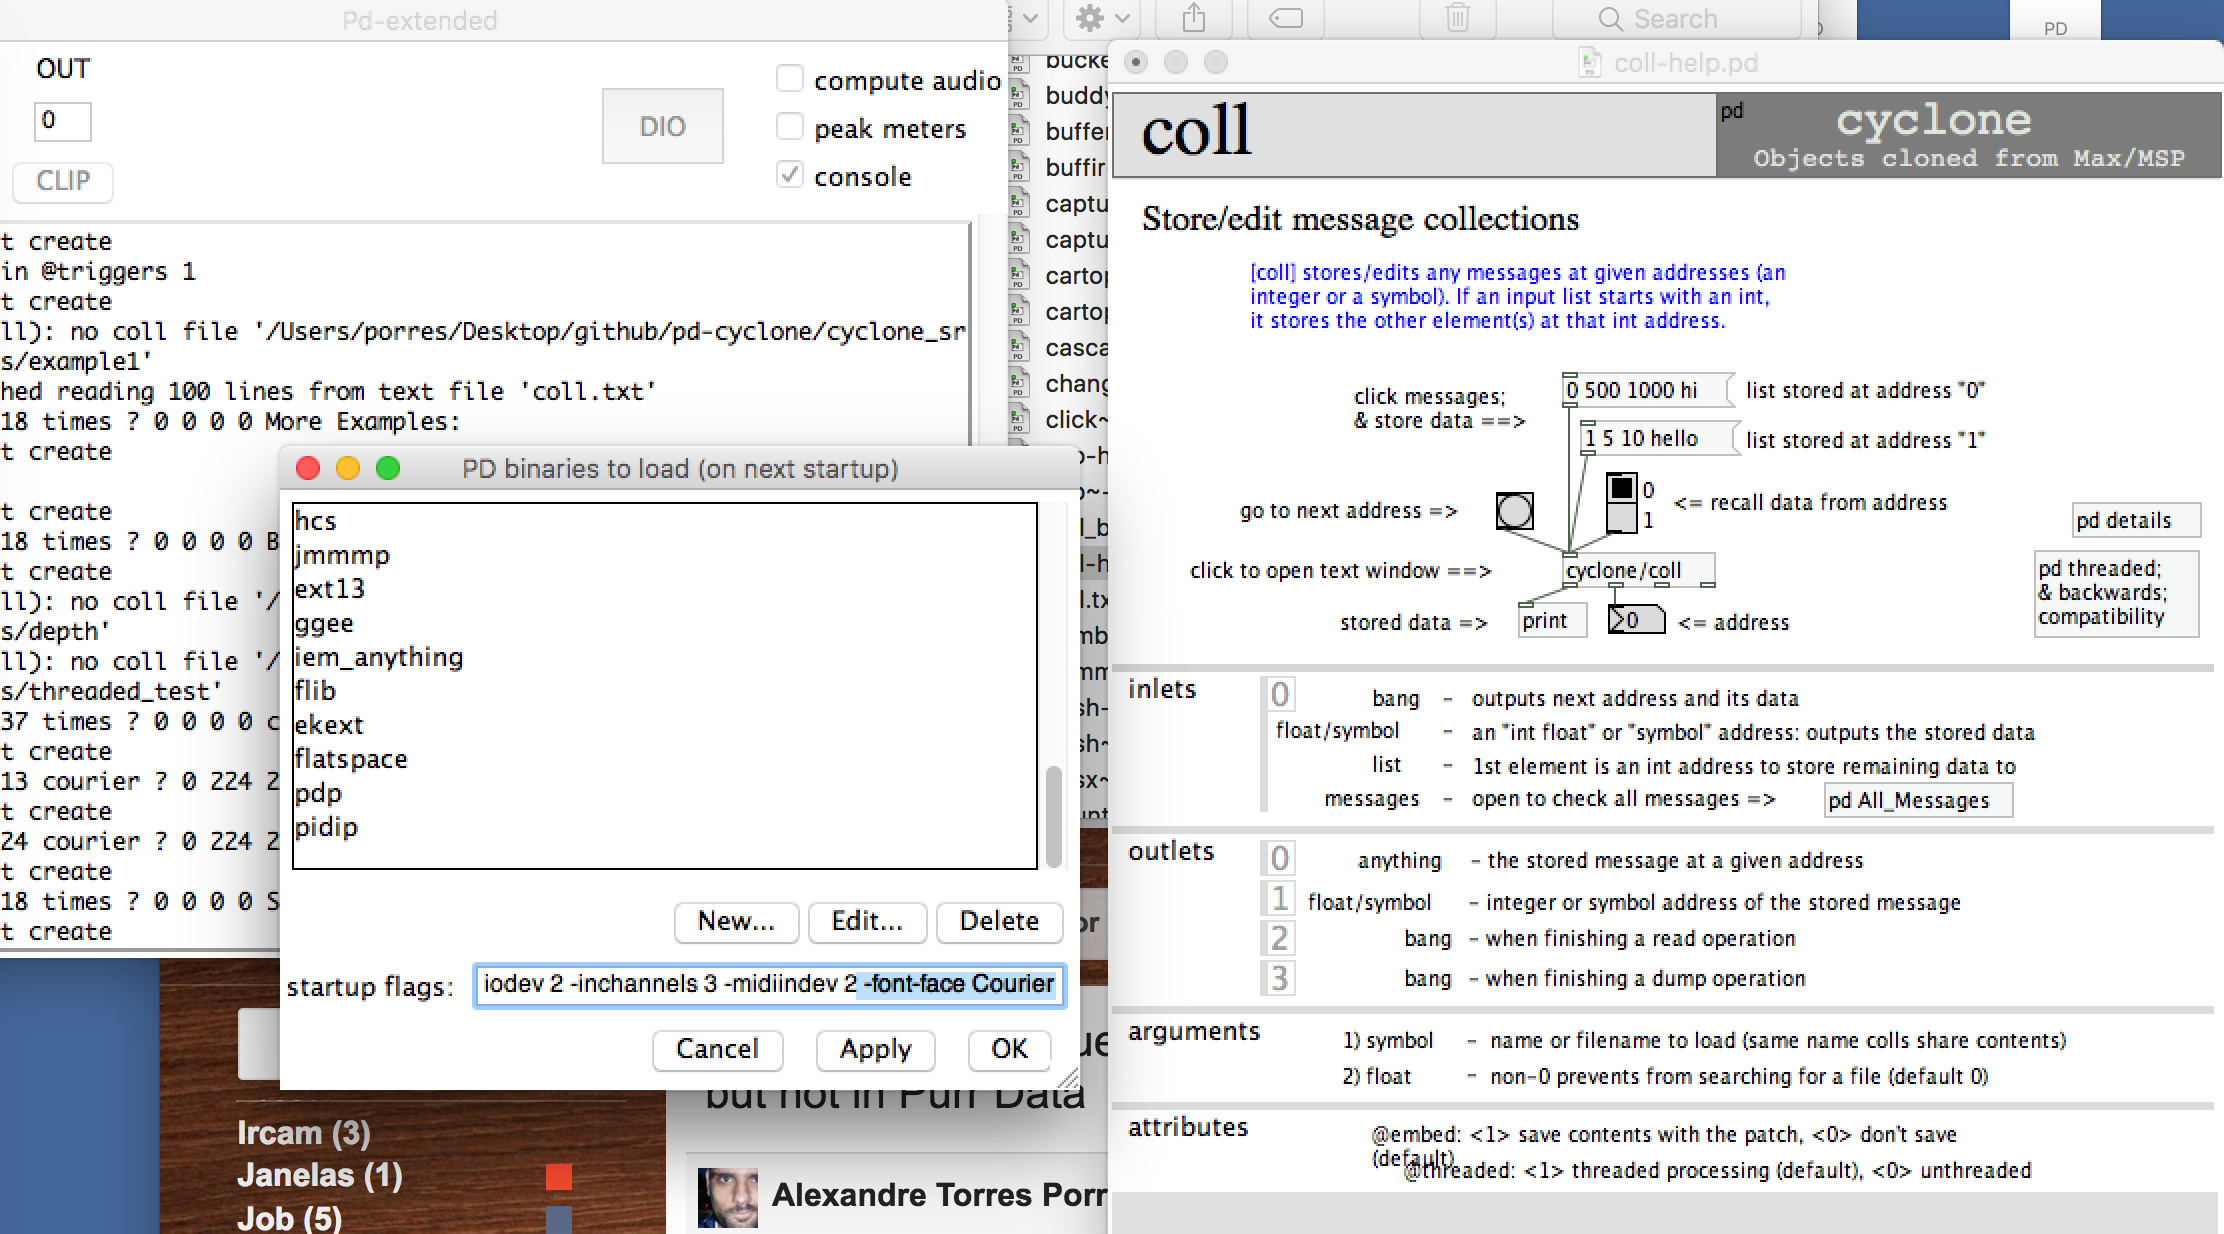 Pd-extended
OUT
0
CLIP
DIO
compute audio
peak meters
console
t create
in @triggers 1
t create
ll): no coll file '/Users/porres/Desktop/github/pd-cyclone/cyclone_sr
s/example1'
hed reading 100 lines from text file 'coll.txt'
18 times ? 0 0 0 0 More Examples:
t create
t create
18 times ? 0 0 0 0 B
t create
ll): no coll file '/
s/depth'
ll): no coll file '/
s/threaded_test'
37 times ? 0 0 0 0 c
t create
13 courier ? 0 224 2
t create
24 courier ? 0 224 2
t create
18 times ? 0 0 0 0 S
t create
PD binaries to load (on next startup)
hcs
jmmmp
ext13
ggee
iem_anything
flib
ekext
flatspace
pdp
pidip
New...
Edit...
Delete
startup flags:
iodev 2 -inchannels 3 -midiindev 2 -font-face Courier
Cancel
Apply
OK
Search
PD
bucke
buddy
buffer
buffir
captu
captu
cartop
cartop
casca
chang
click~
but not in Purr Data
Ircam (3)
Janelas (1)
Job (5)
Alexandre Torres Porr
coll-help.pd
coll
pd
cyclone
Objects cloned from Max/MSP
Store/edit message collections
[coll] stores/edits any messages at given addresses (an
integer or a symbol). If an input list starts with an int,
it stores the other element(s) at that int address.
click messages;
& store data ==>
0 500 1000 hi
list stored at address "0"
1 5 10 hello
list stored at address "1"
go to next address =>
0
1
<= recall data from address
pd details
click to open text window ==>
cyclone/coll
pd threaded;
& backwards;
compatibility
stored data =>
print
0
<= address
inlets
0
bang - outputs next address and its data
float/symbol - an "int float" or "symbol" address: outputs the stored data
list - 1st element is an int address to store remaining data to
messages - open to check all messages =>
pd All_Messages
outlets
0 anything - the stored message at a given address
1 float/symbol - integer or symbol address of the stored message
2 bang - when finishing a read operation
3 bang - when finishing a dump operation
arguments
1) symbol - name or filename to load (same name colls share contents)
2) float - non-0 prevents from searching for a file (default 0)
attributes
@embed: <1> save contents with the patch, <0> don't save
(default)
@threaded: <1> threaded processing (default), <0> unthreaded